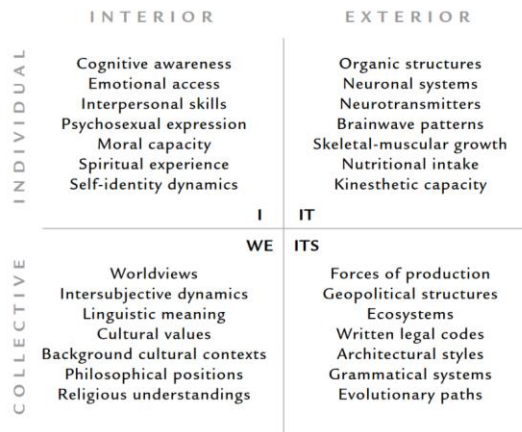 INTERIOR
EXTERIOR
INDIVIDUAL
Cognitive awareness
Emotional access
Interpersonal skills
Psychosexual expression
Moral capacity
Spiritual experience
Self-identity dynamics
I
Organic structures
Neuronal systems
Neurotransmitters
Brainwave patterns
Skeletal-muscular growth
Nutritional intake
Kinesthetic capacity
IT
COLLECTIVE
WE
Worldviews
Intersubjective dynamics
Linguistic meaning
Cultural values
Background cultural contexts
Philosophical positions
Religious understandings
ITS
Forces of production
Geopolitical structures
Ecosystems
Written legal codes
Architectural styles
Grammatical systems
Evolutionary paths